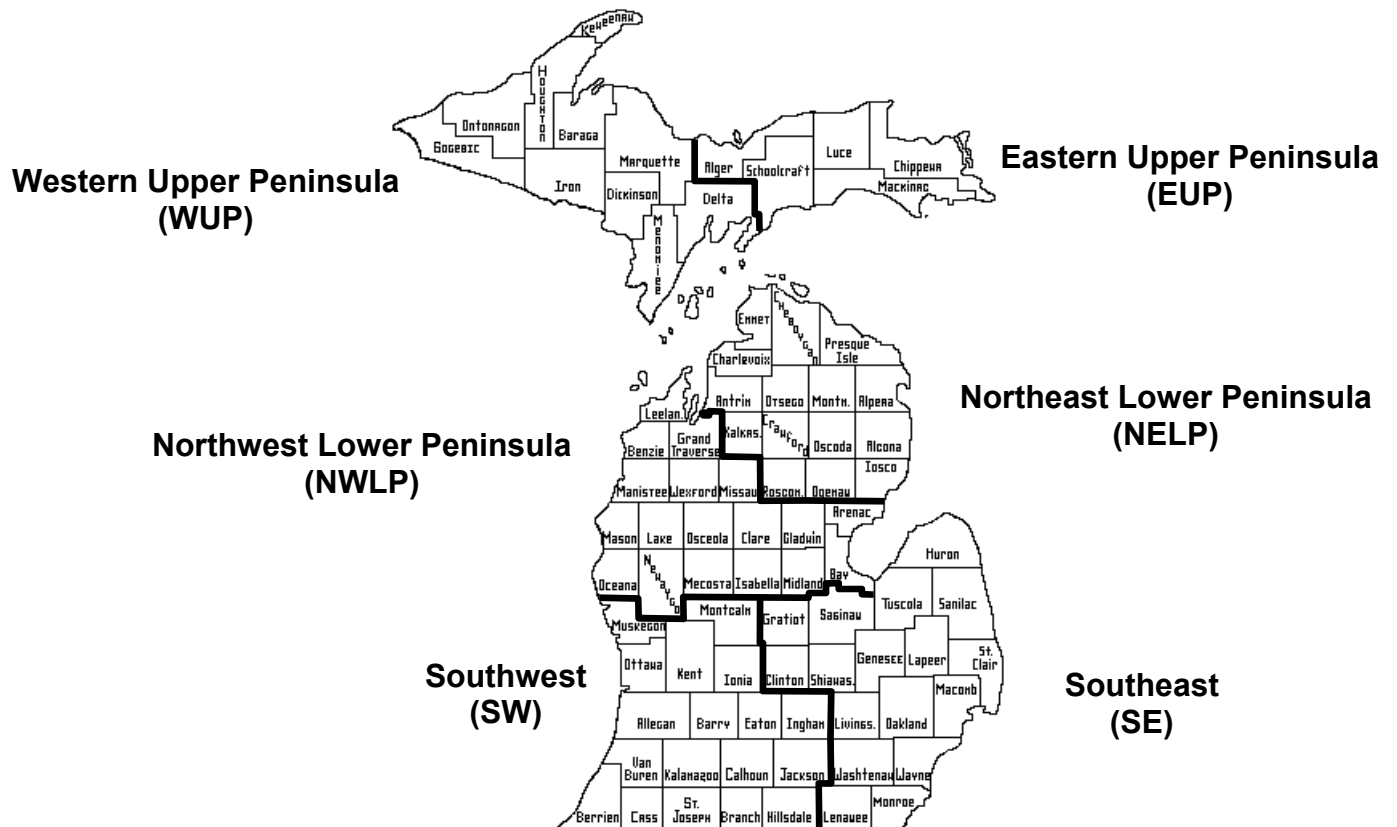 Keweenaw
Houghton
Ontonagon
Baraga
Gogebic
Marquette
Alger
Schoolcraft
Luce
Chippewa
Mackinac
Iron
Dickinson
Delta
Menomiee
Western Upper Peninsula
(WUP)
Eastern Upper Peninsula
(EUP)
Emmet
Cheboygan
Presque
Isle
Charlevoix
Antrim
Otsego
Montm.
Alpena
Northeast Lower Peninsula
(NELP)
Leelan.
Northwest Lower Peninsula
(NWLP)
Benzie
Grand
Traverse
Kalkas.
Crawford
Oscoda
Alcona
Iosco
Manistee
Wexford
Missau
Roscom.
Ogemaw
Arenac
Mason
Lake
Osceola
Clare
Gladwin
Huron
Oceana
Newaygo
Mecosta
Isabella
Midland
Bay
Tuscola
Sanilac
Muskegon
Montcalm
Gratiot
Saginaw
Southwest
(SW)
Ottawa
Kent
Ionia
Clinton
Shiawas.
Genesee
Lapeer
St.
Clair
Macomb
Southeast
(SE)
Allegan
Barry
Eaton
Ingham
Livings.
Oakland
Van
Buren
Kalamazoo
Calhoun
Jackson
Washtenaw
Wayne
Berrien
Cass
St.
Joseph
Branch
Hillsdale
Lenawee
Monroe